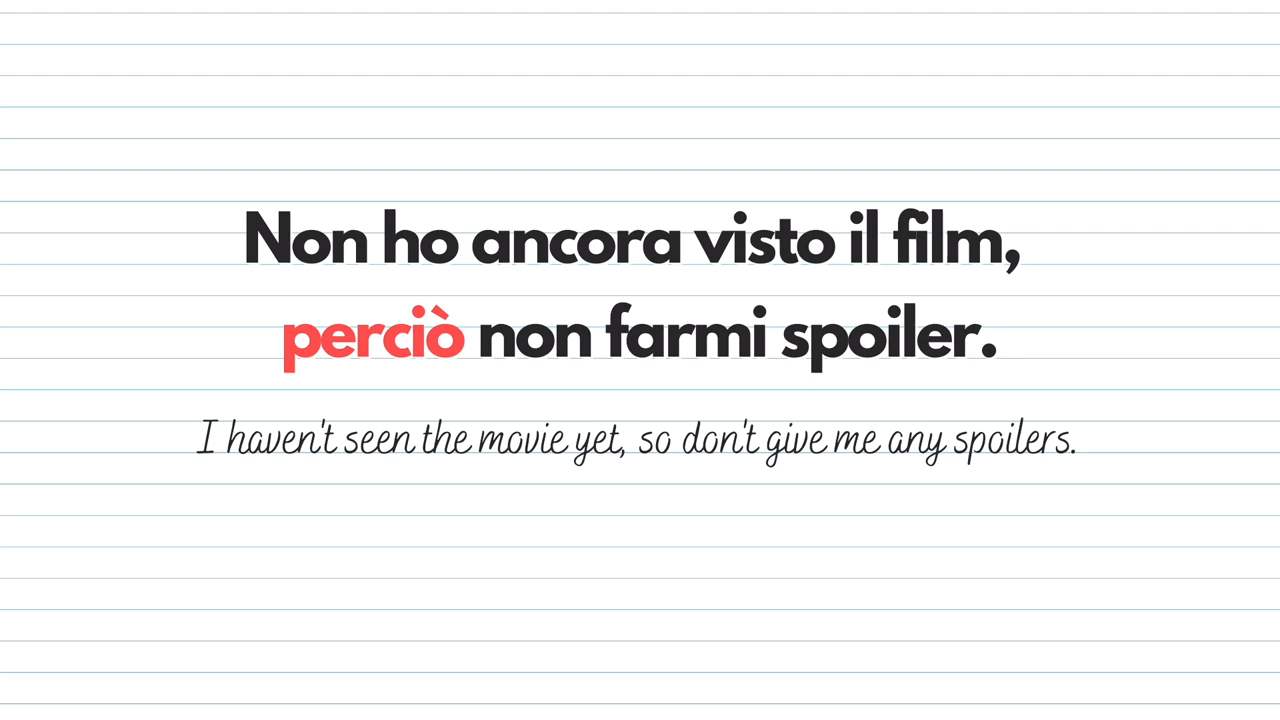 Non ho ancora visto il film,
perciò non farmi spoiler.
I haven't seen the movie yet, so don't give me any spoilers.